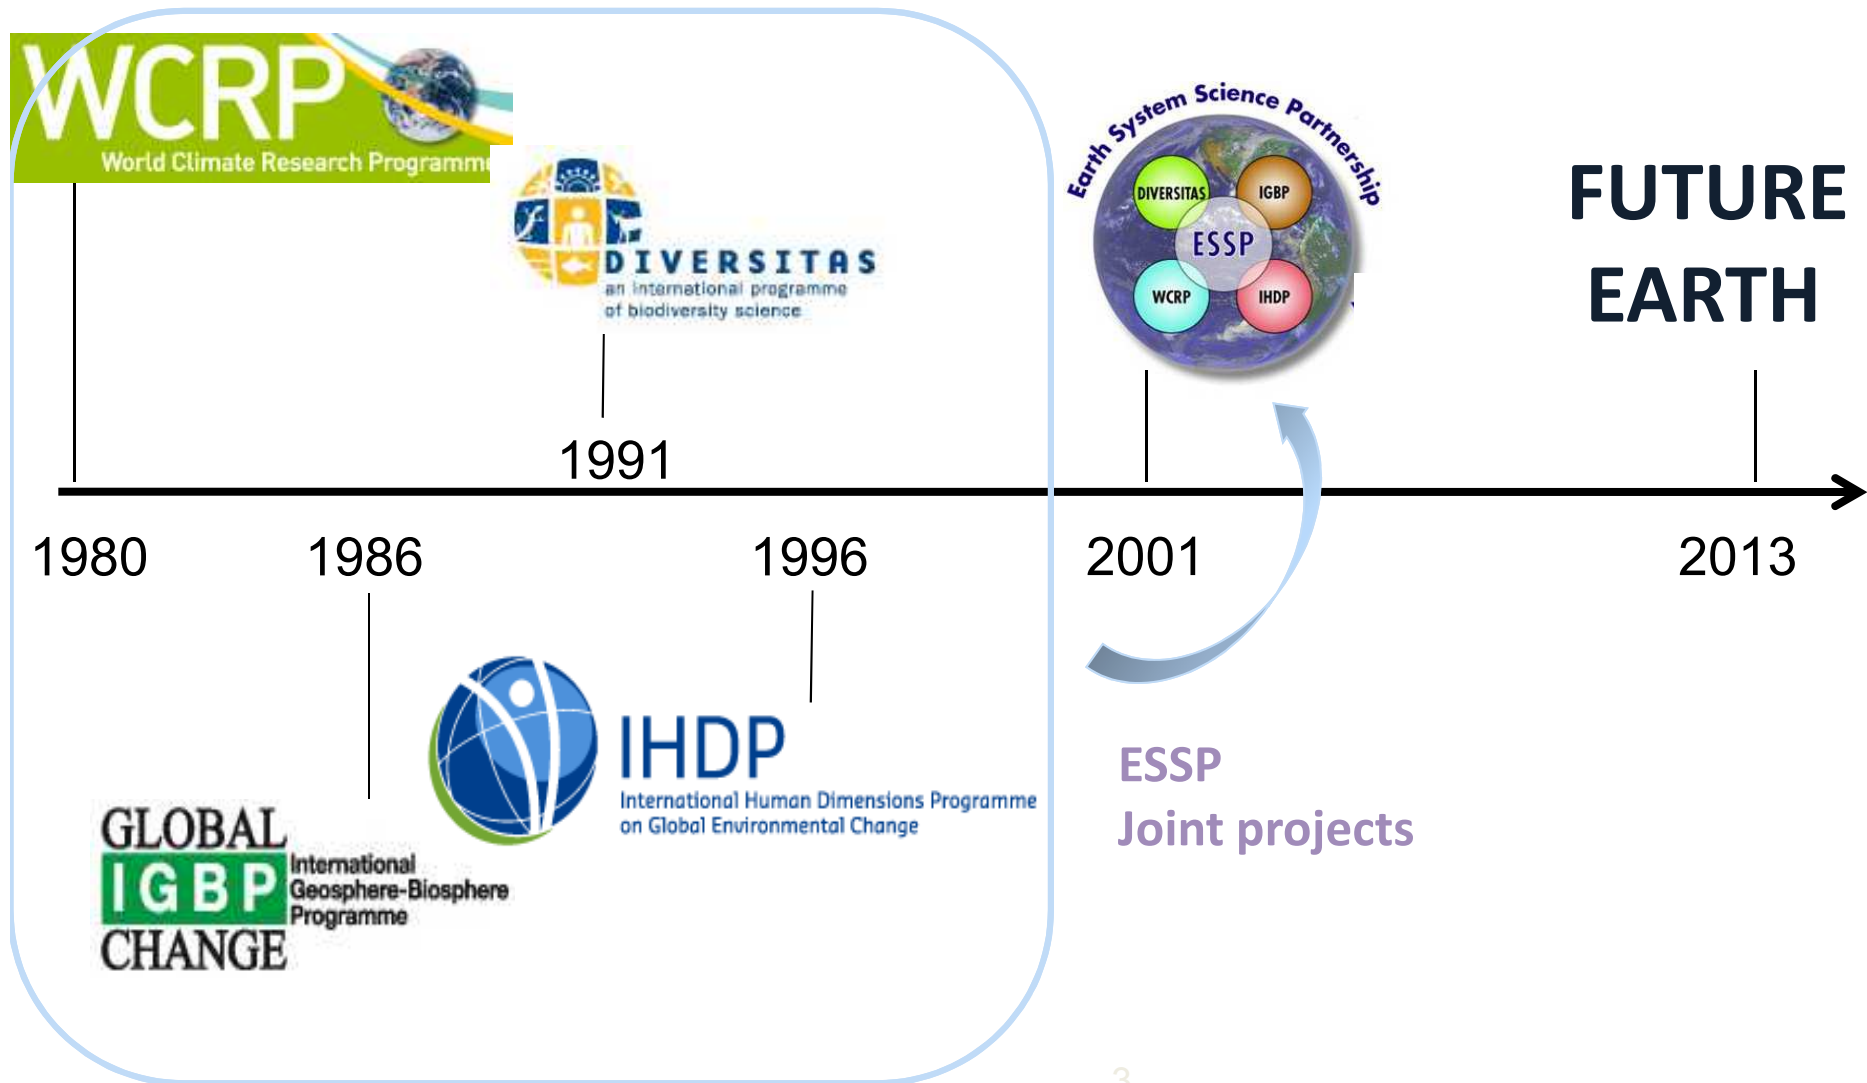 WCRP
World Climate Research Programme
DIVERSITAS
an international programme
of biodiversity science
Earth System Science Partnership
DIVERSITAS
IGBP
ESSP
WCRP
IHDP
FUTURE
EARTH
1991
1980
1986
1996
2001
2013
IHDP
International Human Dimensions Programme
on Global Environmental Change
ESSP
Joint projects
GLOBAL
IGBP
CHANGE
International
Geosphere-Biosphere
Programme
3